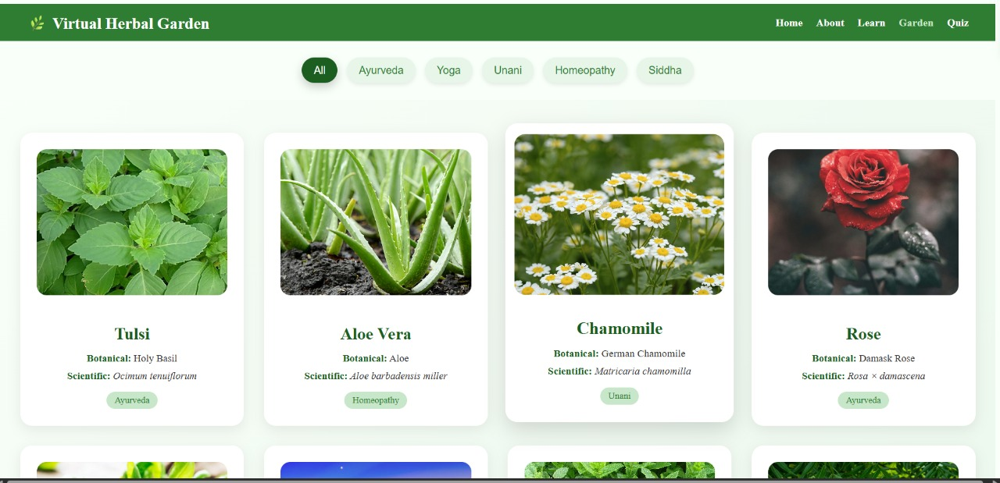 Virtual Herbal Garden
Home About Learn Garden Quiz
All Ayurveda Yoga Unani Homeopathy Siddha
Tulsi
Botanical: Holy Basil
Scientific: Ocimum tenuiflorum
Ayurveda
Aloe Vera
Botanical: Aloe
Scientific: Aloe barbadensis miller
Homeopathy
Chamomile
Botanical: German Chamomile
Scientific: Matricaria chamomilla
Unani
Rose
Botanical: Damask Rose
Scientific: Rosa × damascena
Ayurveda